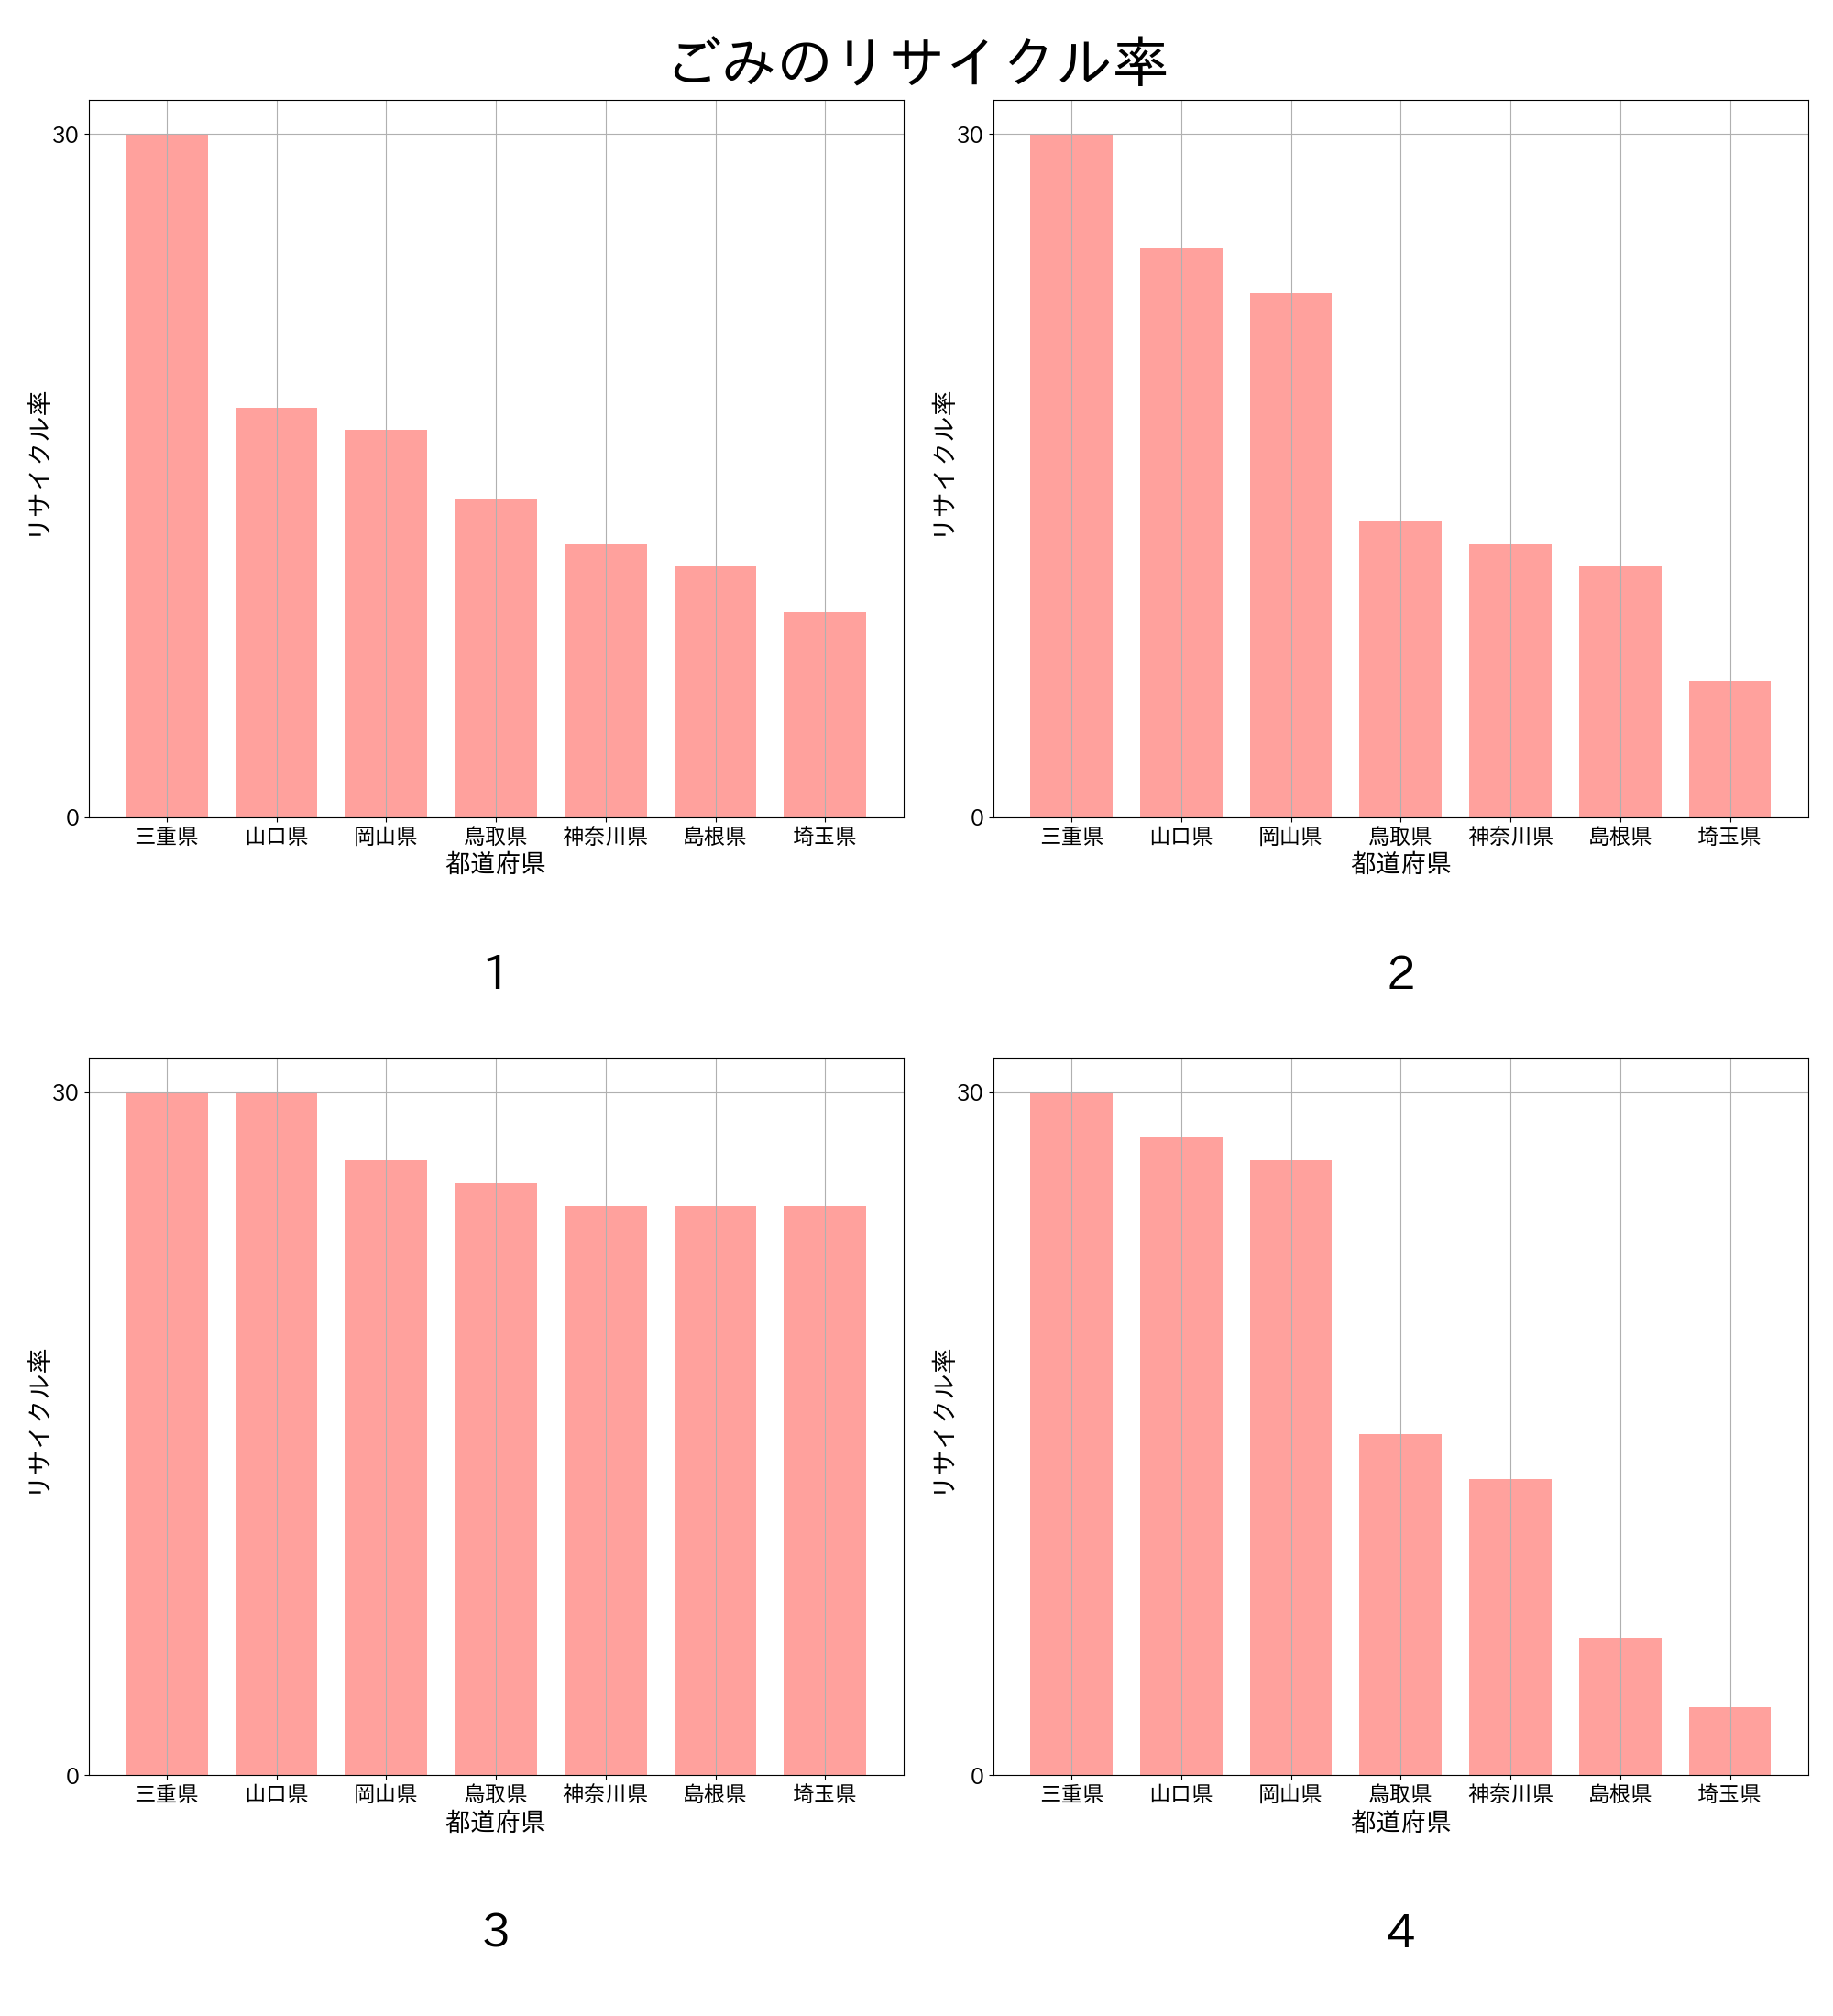 ごみのリサイクル率
リサイクル率
30
0
三重県 山口県 岡山県 鳥取県 神奈川県 島根県 埼玉県
都道府県
1
リサイクル率
30
0
三重県 山口県 岡山県 鳥取県 神奈川県 島根県 埼玉県
都道府県
2
リサイクル率
30
0
三重県 山口県 岡山県 鳥取県 神奈川県 島根県 埼玉県
都道府県
3
リサイクル率
30
0
三重県 山口県 岡山県 鳥取県 神奈川県 島根県 埼玉県
都道府県
4